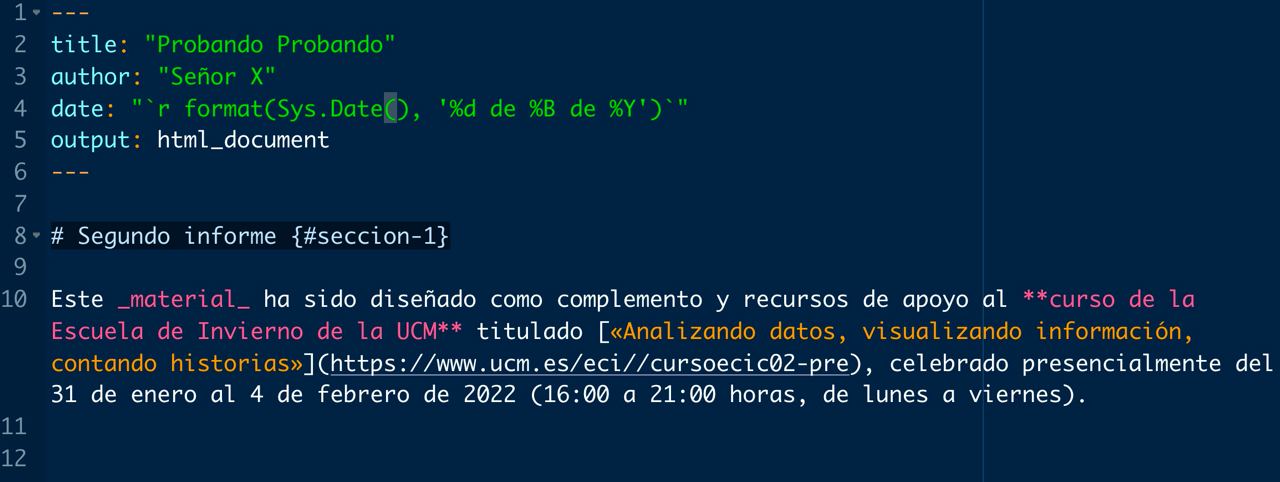 1 ---
2 title: "Probando Probando"
3 author: "Señor X"
4 date: "`r format(Sys.Date(), '%d de %B de %Y')`"
5 output: html_document
6 ---
7
8 # Segundo informe {#seccion-1}
9
10 Este _material_ ha sido diseñado como complemento y recursos de apoyo al **curso de la
Escuela de Invierno de la UCM** titulado [«Analizando datos, visualizando información,
contando historias»](https://www.ucm.es/eci//cursoecic02-pre), celebrado presencialmente del
31 de enero al 4 de febrero de 2022 (16:00 a 21:00 horas, de lunes a viernes).
11
12